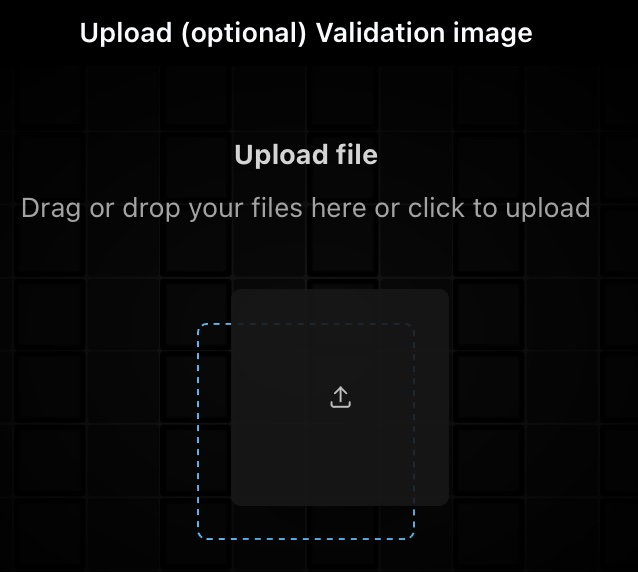 Upload (optional) Validation image
Upload file
Drag or drop your files here or click to upload